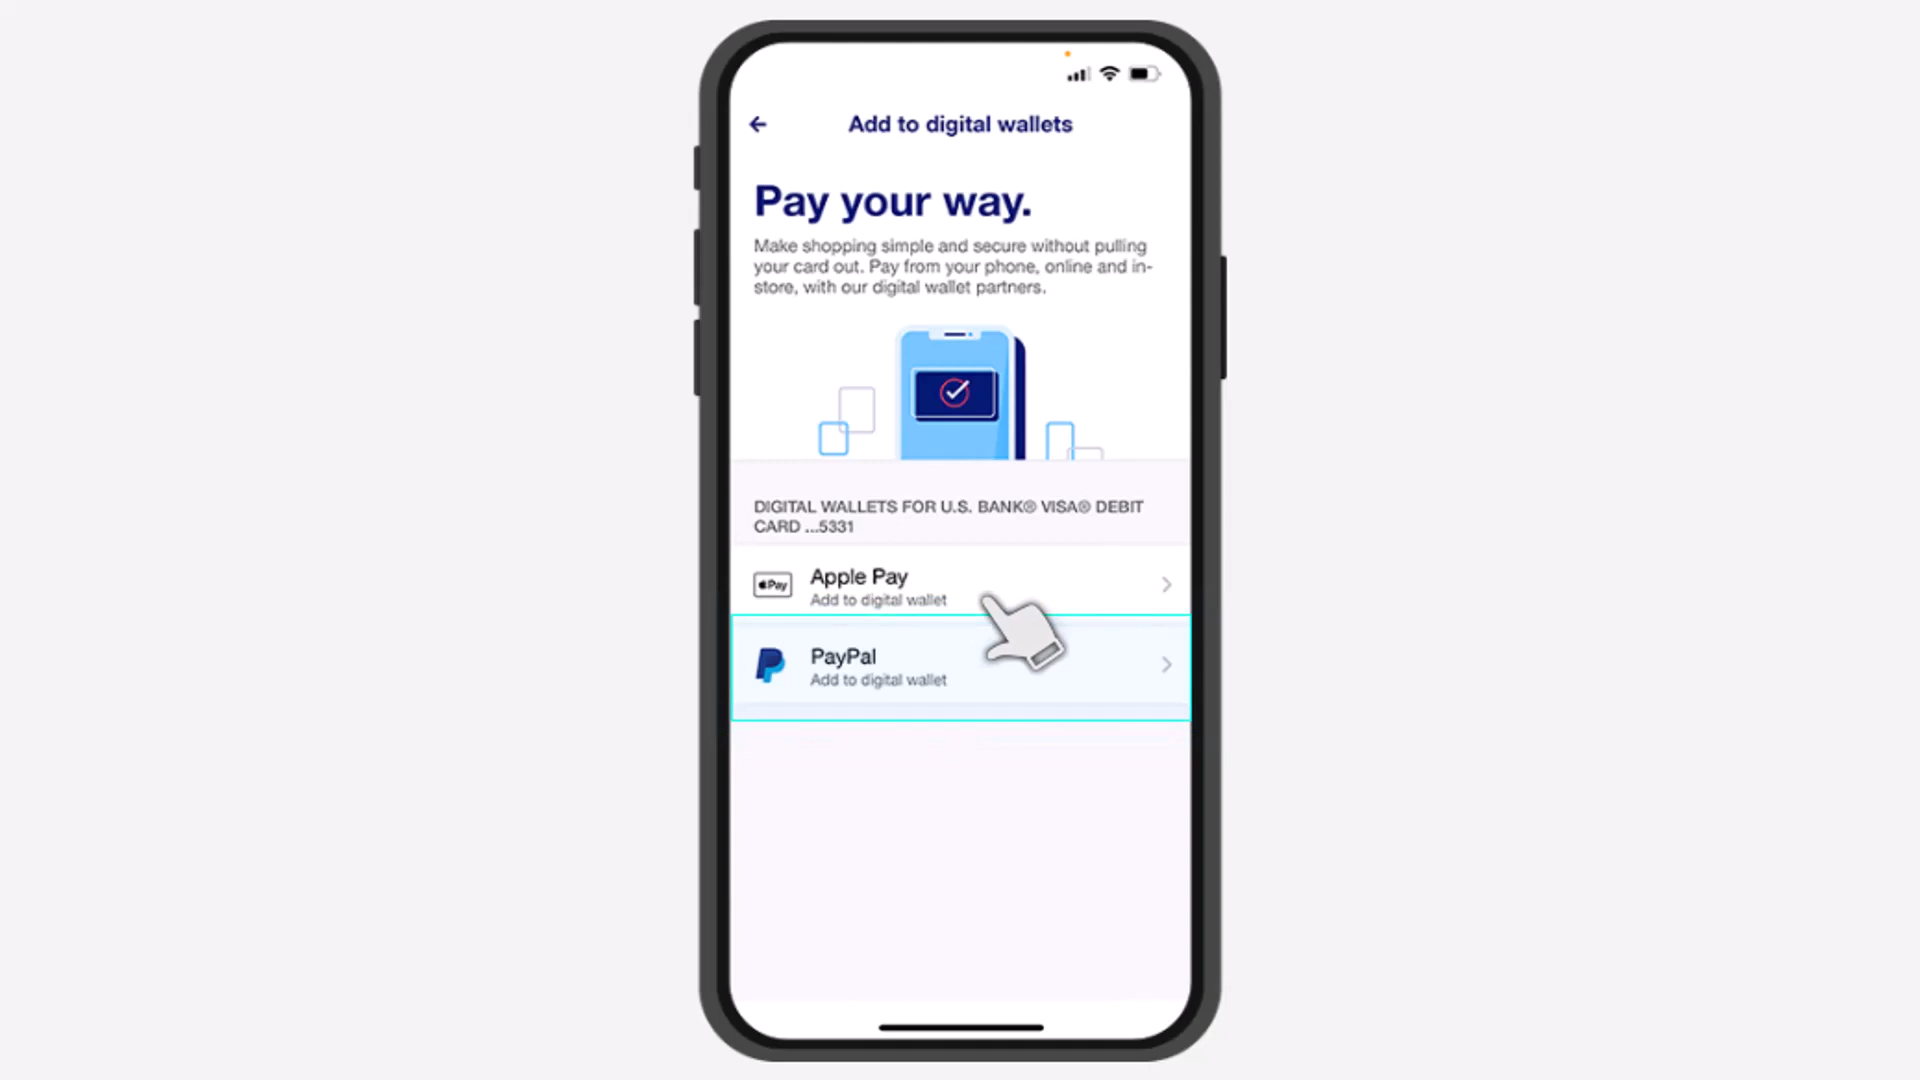 Add to digital wallets
Pay your way.
Make shopping simple and secure without pulling
your card out. Pay from your phone, online and in-
store, with our digital wallet partners.
DIGITAL WALLETS FOR U.S. BANK® VISA® DEBIT
CARD ...5331
Pay
Apple Pay
Add to digital wallet
PayPal
Add to digital wallet